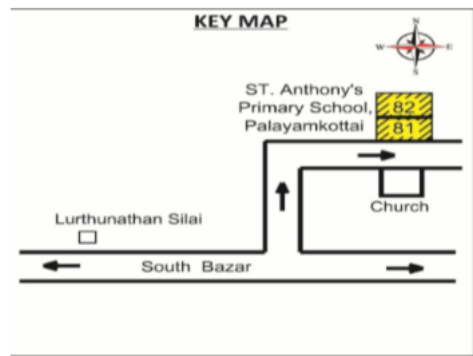 KEY MAP
N
W E
S
ST. Anthony's
Primary School,
Palayamkottai
82
81
Church
Lurthunathan Silai
South Bazar